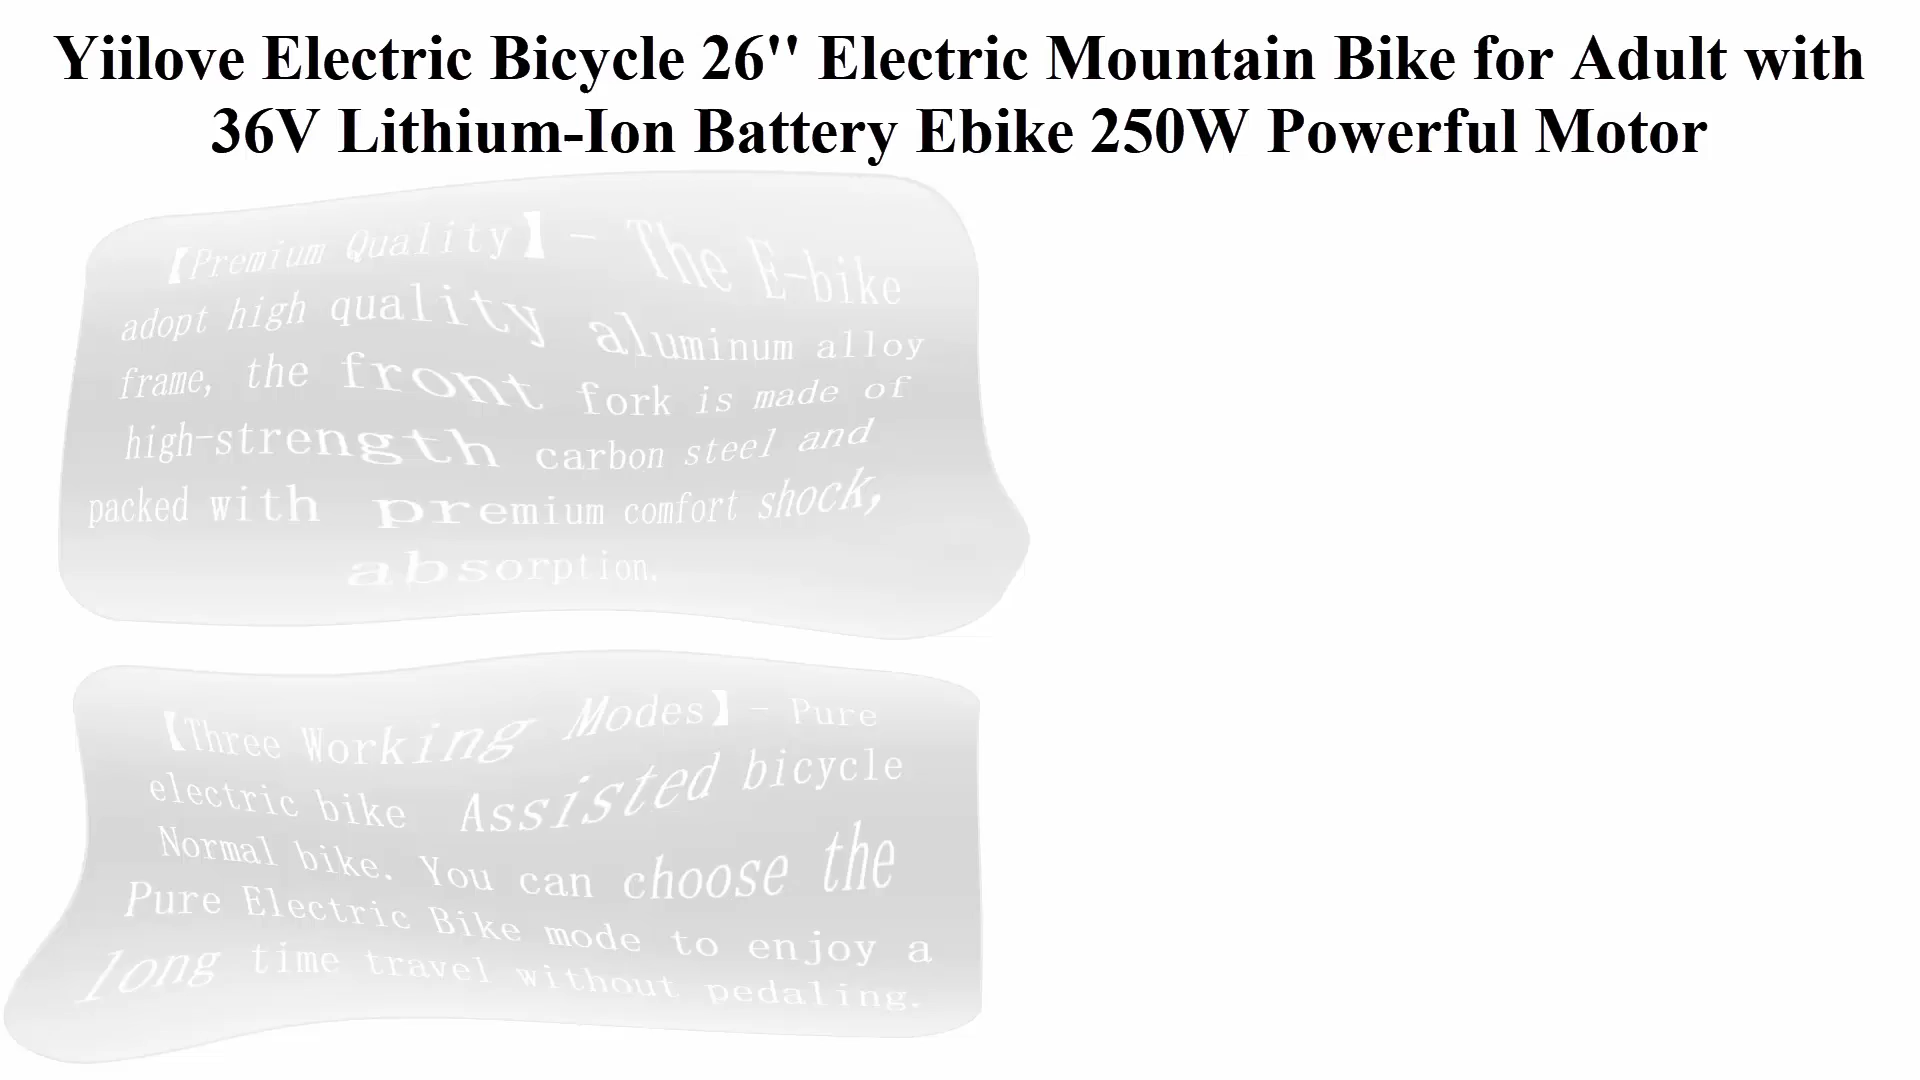 Yiilove Electric Bicycle 26'' Electric Mountain Bike for Adult with
36V Lithium-Ion Battery Ebike 250W Powerful Motor
【Premium Quality】 - The E-bike
adopt high quality aluminum alloy
frame, the front fork is made of
high-strength carbon steel and
packed with premium comfort shock,
absorption.
【Three Working Modes】 - Pure
electric bike Assisted bicycle
Normal bike. You can choose the
Pure Electric Bike mode to enjoy a
long time travel without pedaling.